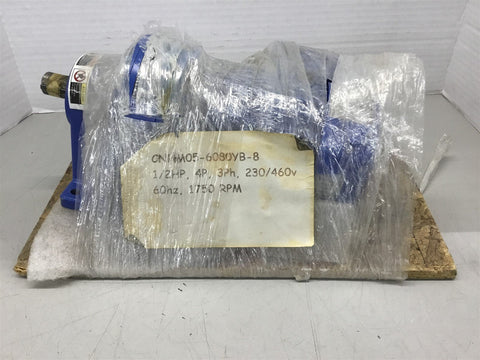 CNHM05-6080YB-8
1/2HP, 4P, 3Ph, 230/460v
60hz, 1750 RPM